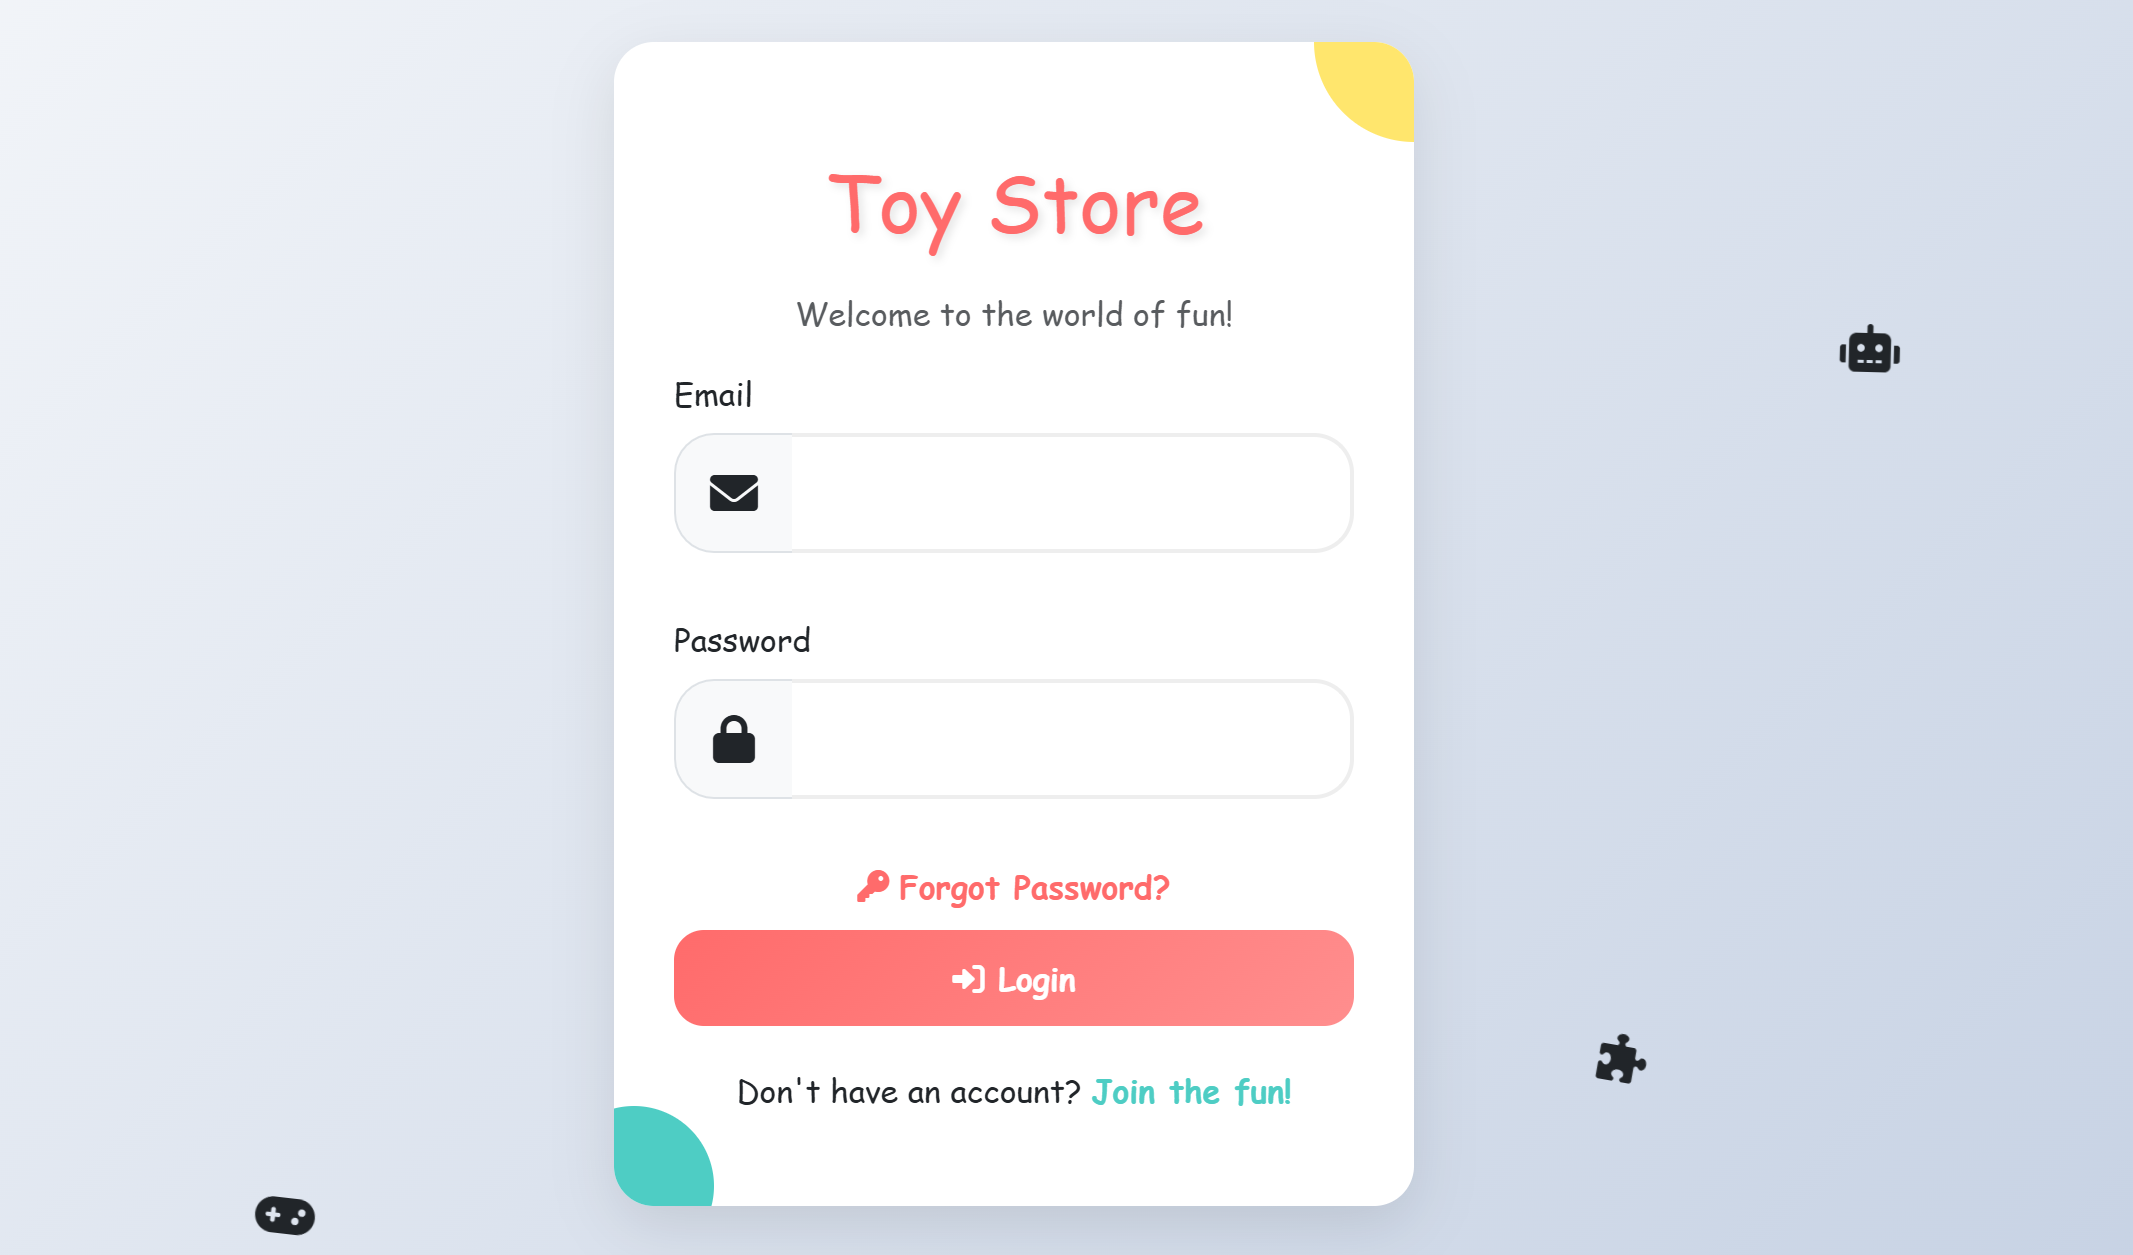 Toy Store
Welcome to the world of fun!
Email
Password
Forgot Password?
Login
Don't have an account? Join the fun!